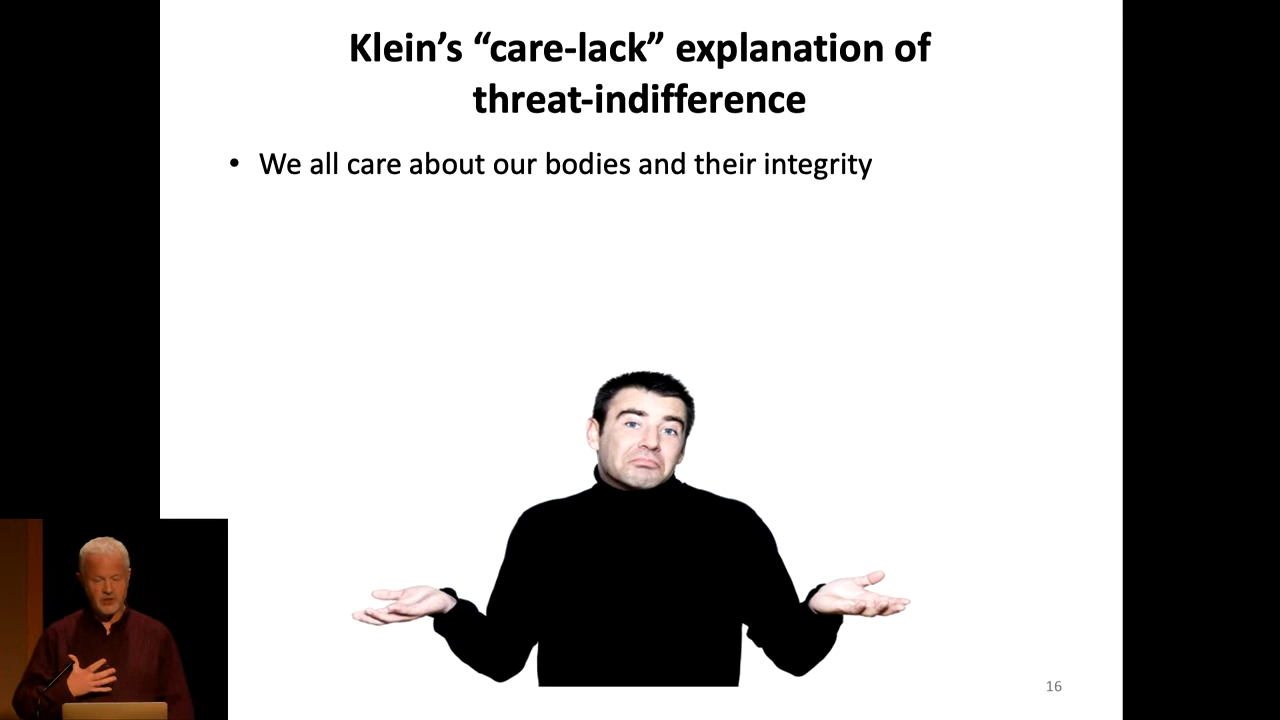 Klein’s “care-lack” explanation of
threat-indifference
• We all care about our bodies and their integrity
16